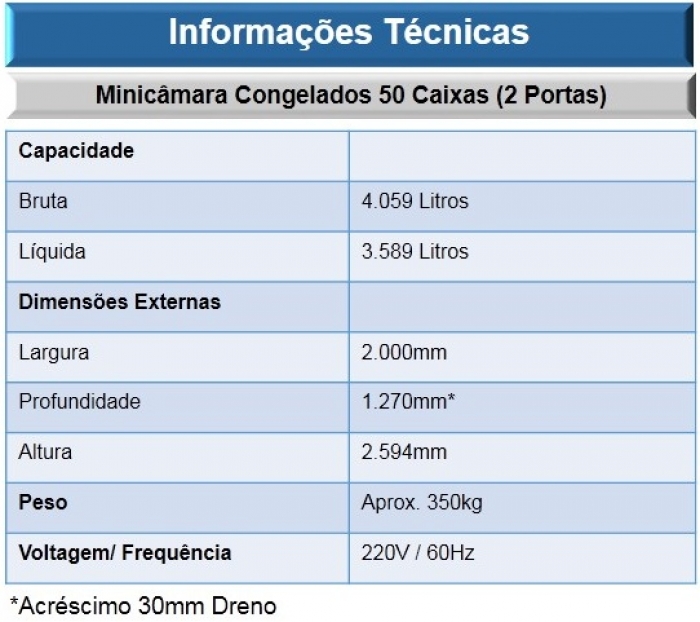 Informações Técnicas
Minicâmara Congelados 50 Caixas (2 Portas)
Capacidade
Bruta 4.059 Litros
Líquida 3.589 Litros
Dimensões Externas
Largura 2.000mm
Profundidade 1.270mm*
Altura 2.594mm
Peso Aprox. 350kg
Voltagem/ Frequência 220V / 60Hz
*Acréscimo 30mm Dreno